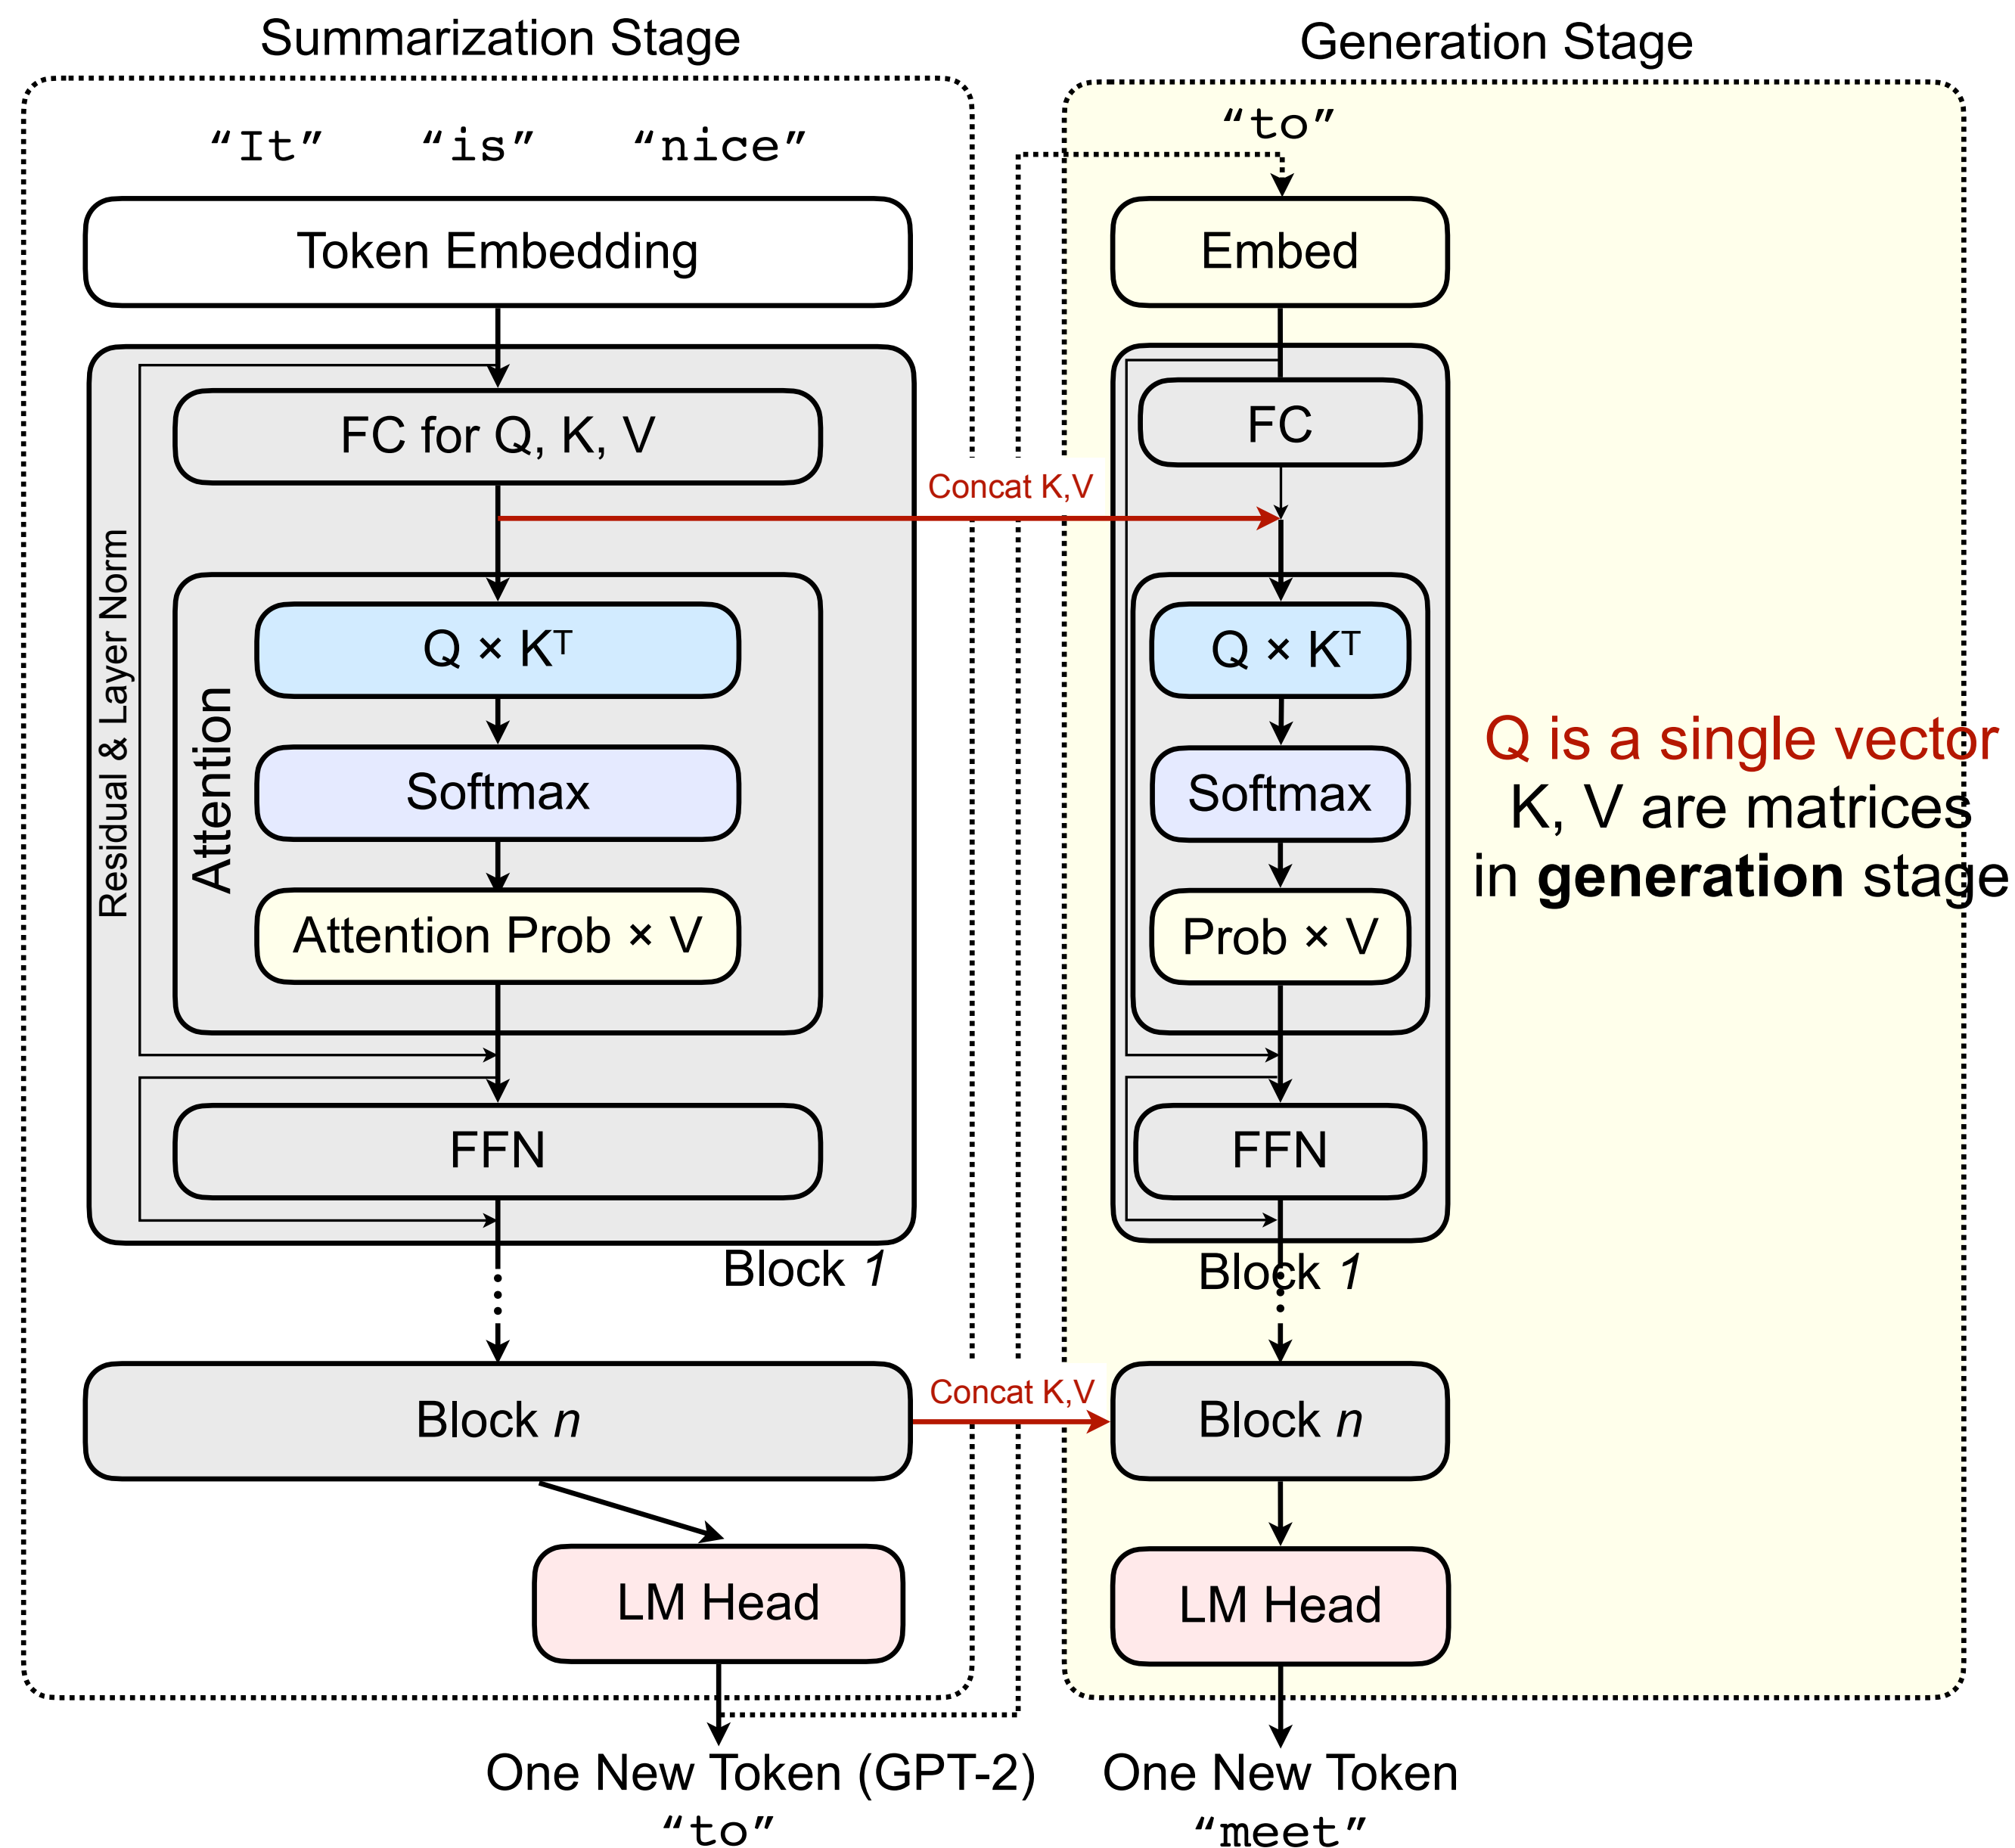 Summarization Stage
“It” “is” “nice”
Token Embedding
FC for Q, K, V
Residual & Layer Norm
Attention
Q × Kᵀ
Softmax
Attention Prob × V
FFN
Block 1
Block n
LM Head
One New Token (GPT-2)
“to”
Concat K,V
Concat K,V
Generation Stage
“to”
Embed
FC
Q × Kᵀ
Softmax
Prob × V
FFN
Block 1
Block n
LM Head
One New Token
“meet”
Q is a single vector
K, V are matrices
in generation stage